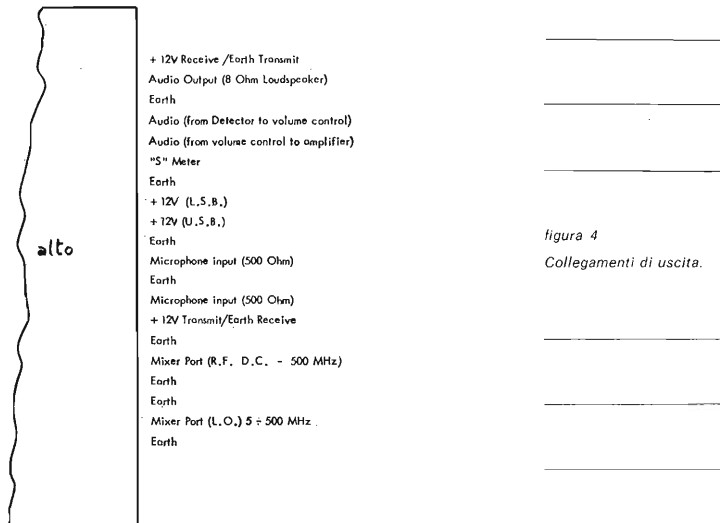 + 12V Receive /Earth Transmit
Audio Output (8 Ohm Loudspeaker)
Earth
Audio (from Detector to volume control)
Audio (from volume control to amplifier)
"S" Meter
Earth
+ 12V (L.S.B.)
+ 12V (U.S.B.)
Earth
Microphone input (500 Ohm)
Earth
Microphone input (500 Ohm)
+ 12V Transmit/Earth Receive
Earth
Mixer Port (R.F. D.C. - 500 MHz)
Earth
Earth
Mixer Port (L.O.) 5 ÷ 500 MHz
Earth
alto
figura 4
Collegamenti di uscita.